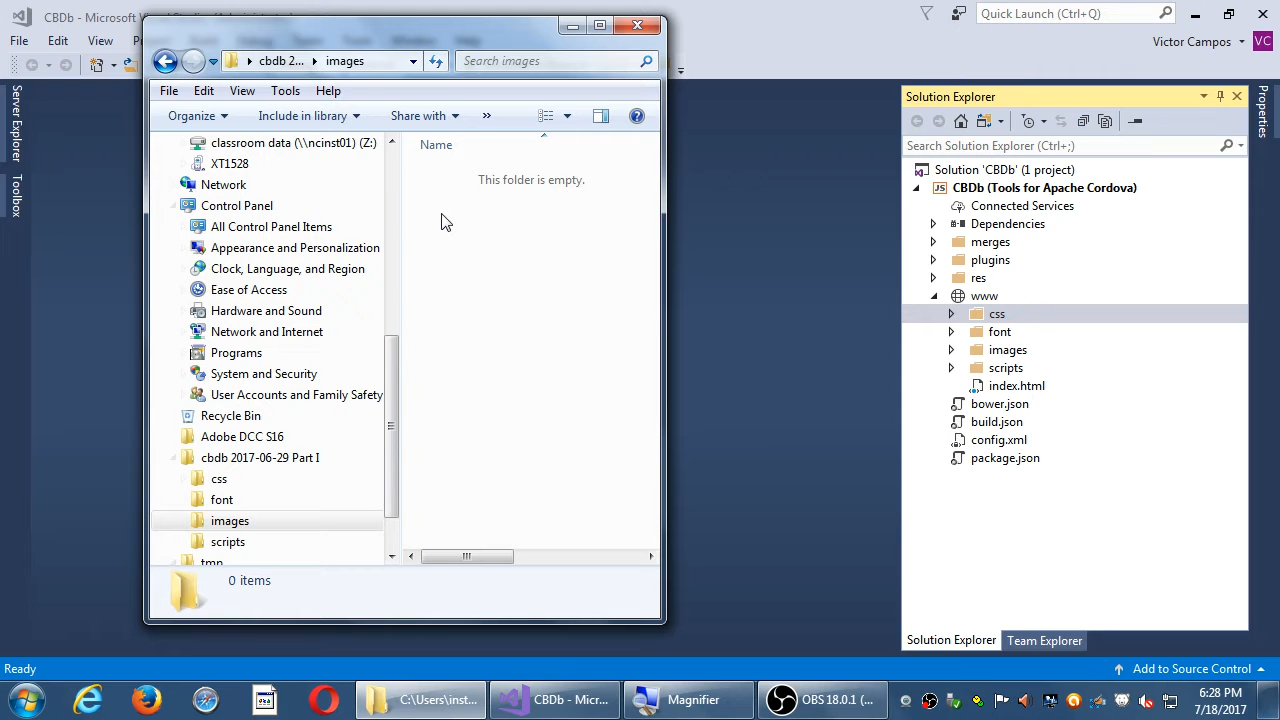 CBDb - Microsoft Visual Studio (Administrator)
Quick Launch (Ctrl+Q)
File Edit View
Victor Campos VC
cbdb 2... images
Search images
File Edit View Tools Help
Organize Include in library Share with »
Server Explorer
Toolbox
classroom data (\\ncinst01) (Z:)
XT1528
Network
Control Panel
All Control Panel Items
Appearance and Personalization
Clock, Language, and Region
Ease of Access
Hardware and Sound
Network and Internet
Programs
System and Security
User Accounts and Family Safety
Recycle Bin
Adobe DCC S16
cbdb 2017-06-29 Part I
css
font
images
scripts
tmp
Name
This folder is empty.
0 items
Solution Explorer
Search Solution Explorer (Ctrl+;)
Solution 'CBDb' (1 project)
JS CBDb (Tools for Apache Cordova)
Connected Services
Dependencies
merges
plugins
res
www
css
font
images
scripts
index.html
bower.json
build.json
config.xml
package.json
Solution Explorer Team Explorer
Properties
Ready
Add to Source Control
C:\Users\inst...
CBDb - Micr...
Magnifier
OBS 18.0.1 (...
6:28 PM
7/18/2017